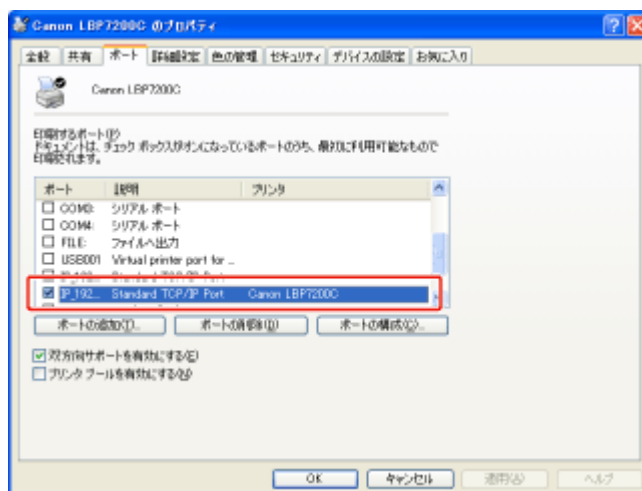 Canon LBP7200C のプロパティ
全般 共有 ポート 詳細設定 色の管理 セキュリティ デバイスの設定 お気に入り
Canon LBP7200C
印刷するポート(P)
ドキュメントは、チェック ボックスがオンになっているポートのうち、最初に利用可能なもので
印刷されます。
ポート 説明 プリンタ
COM3: シリアル ポート
COM4: シリアル ポート
FILE: ファイルへ出力
USB001 Virtual printer port for ...
IP_192... Standard TCP/IP Port
IP_192... Standard TCP/IP Port Canon LBP7200C
ポートの追加(T)... ポートの削除(D) ポートの構成(C)...
双方向サポートを有効にする(E)
プリンタ プールを有効にする(N)
OK キャンセル 適用(A) ヘルプ